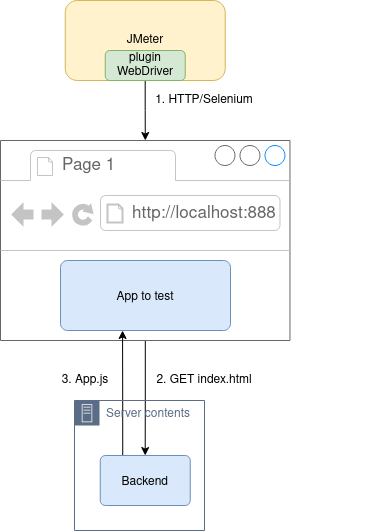 JMeter
plugin
WebDriver
1. HTTP/Selenium
Page 1
http://localhost:888
App to test
3. App.js
2. GET index.html
Server contents
Backend